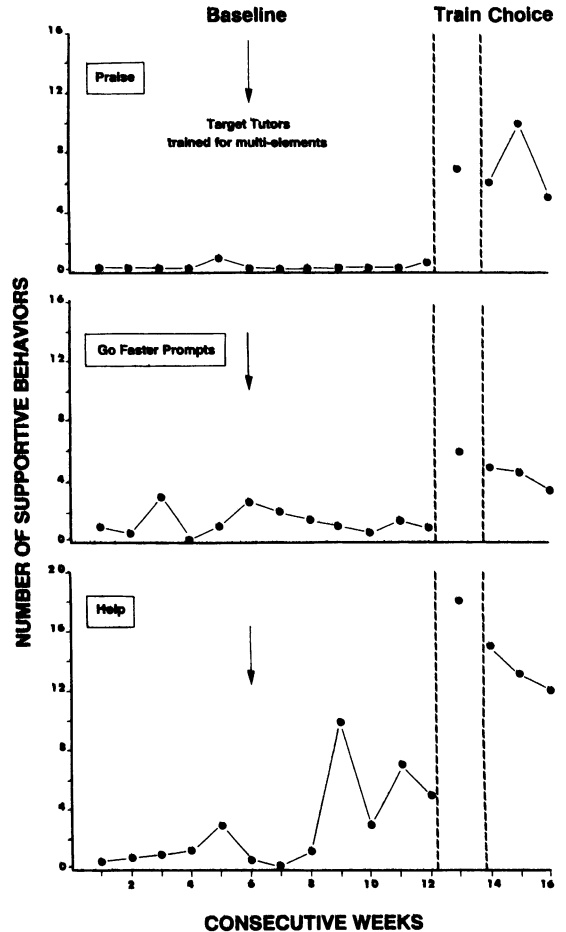 Baseline
Train Choice
16
Praise
12
Target Tutors
trained for multi-elements
8
4
0
16
Go Faster Prompts
12
8
4
0
NUMBER OF SUPPORTIVE BEHAVIORS
20
Help
16
12
8
4
0
2 4 6 8 10 12 14 16
CONSECUTIVE WEEKS